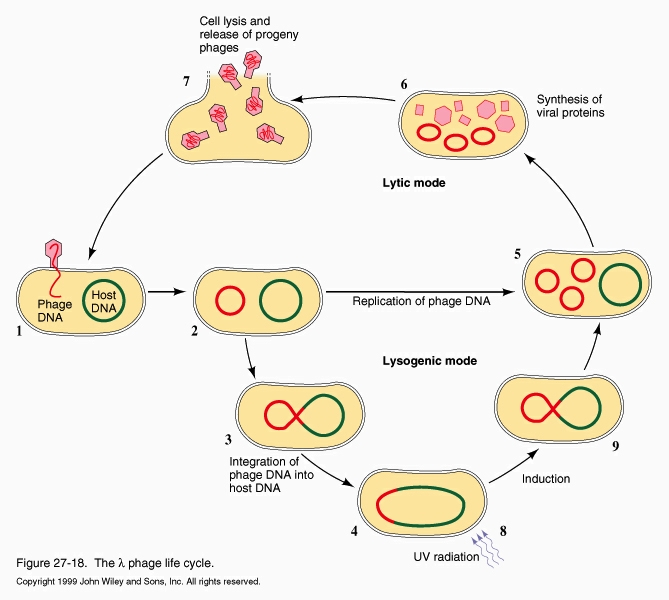 Cell lysis and
release of progeny
phages
7
6
Synthesis of
viral proteins
Lytic mode
5
Phage
DNA
Host
DNA
1
2
Replication of phage DNA
Lysogenic mode
3
Integration of
phage DNA into
host DNA
9
Induction
4
8
UV radiation
Figure 27-18. The λ phage life cycle.
Copyright 1999 John Wiley and Sons, Inc. All rights reserved.